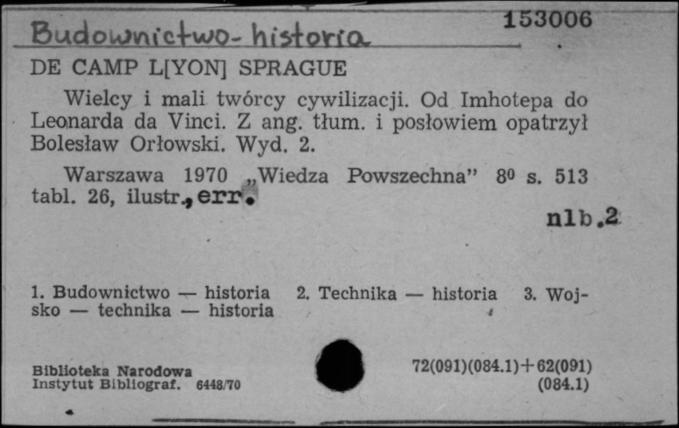 153006
Budownictwo - historia
DE CAMP L[YON] SPRAGUE
Wielcy i mali twórcy cywilizacji. Od Imhotepa do
Leonarda da Vinci. Z ang. tłum. i posłowiem opatrzył
Bolesław Orłowski. Wyd. 2.
Warszawa 1970 „Wiedza Powszechna” 8⁰ s. 513
tabl. 26, ilustr., err.
nlb.2
1. Budownictwo — historia 2. Technika — historia 3. Woj-
sko — technika — historia
Biblioteka Narodowa
Instytut Bibliograf. 6448/70
72(091)(084.1)+62(091)
(084.1)